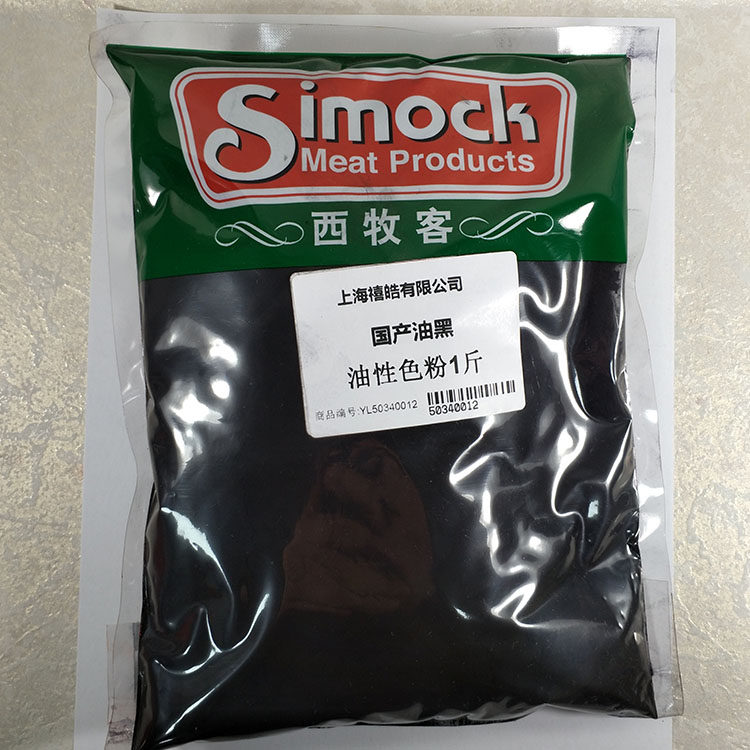 Simock
Meat Products
西牧客
上海禧皓有限公司
国产油黑
油性色粉1斤
商品编号:YL50340012
50340012